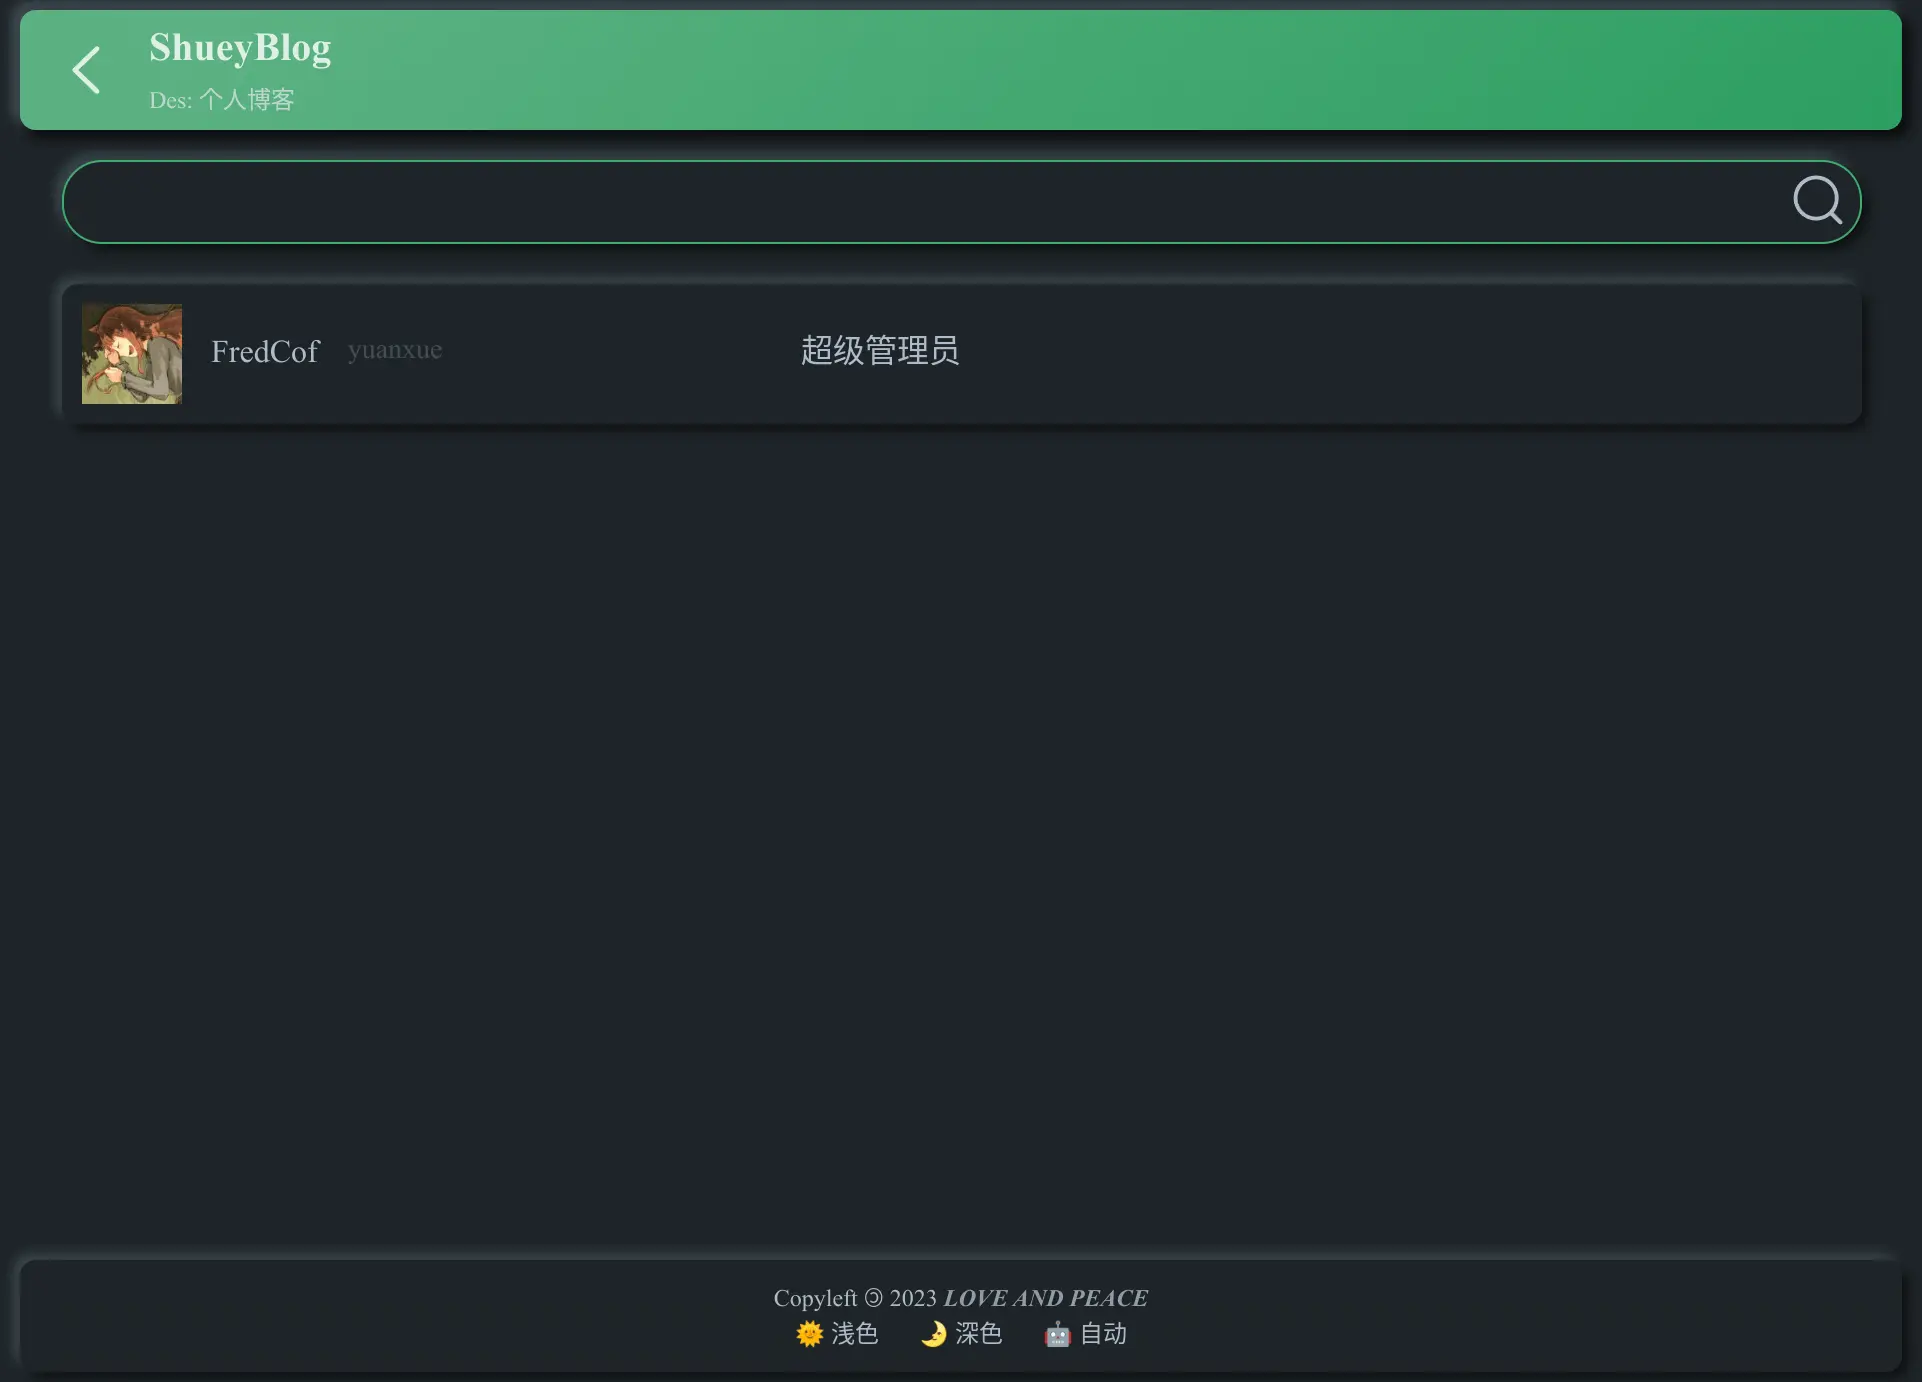 ShueyBlog
Des: 个人博客
FredCof yuanxue 超级管理员
Copyleft 🄯 2023 LOVE AND PEACE
🌞 浅色 🌛 深色 🤖 自动